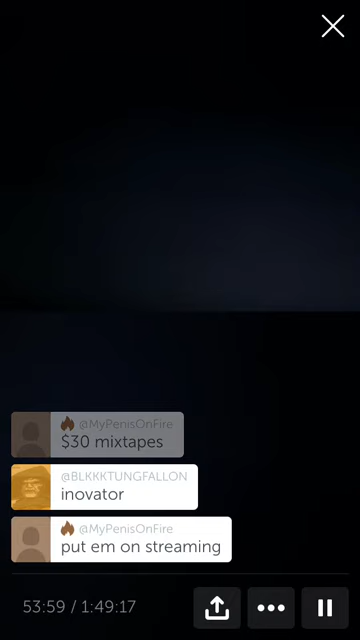 @MyPenisOnFire
$30 mixtapes
@BLKKKTUNGFALLON
inovator
@MyPenisOnFire
put em on streaming
53:59 / 1:49:17